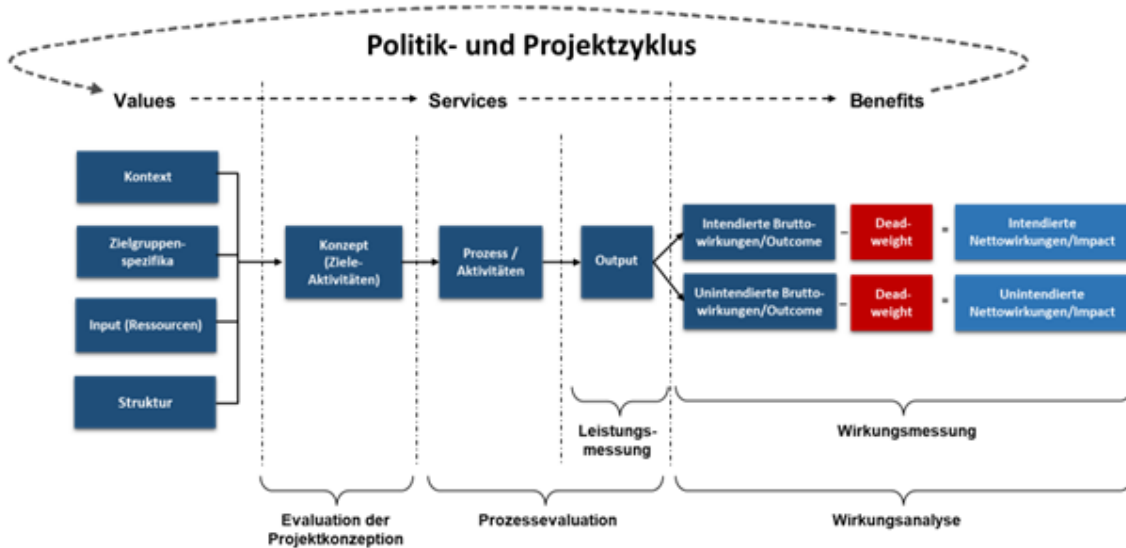 Politik- und Projektzyklus
Values
Services
Benefits
Kontext
Zielgruppen-
spezifika
Input (Ressourcen)
Struktur
Konzept
(Ziele-
Aktivitäten)
Prozess /
Aktivitäten
Output
Intendierte Brutto-
wirkungen/Outcome
–
Dead-
weight
=
Intendierte
Nettowirkungen/Impact
Unintendierte Brutto-
wirkungen/Outcome
–
Dead-
weight
=
Unintendierte
Nettowirkungen/Impact
Leistungs-
messung
Wirkungsmessung
Evaluation der
Projektkonzeption
Prozessevaluation
Wirkungsanalyse